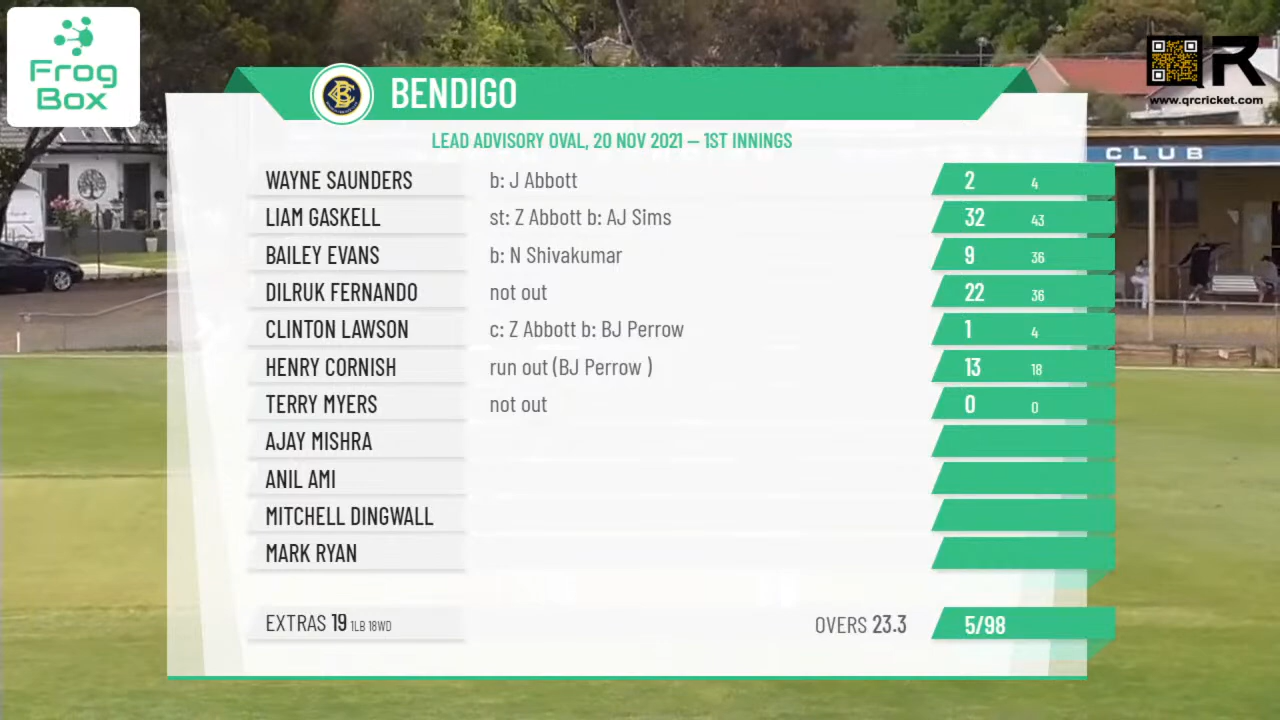 Frog
Box
R
www.qrcricket.com
BENDIGO
CLUB
LEAD ADVISORY OVAL, 20 NOV 2021 – 1ST INNINGS
WAYNE SAUNDERS b: J Abbott 2 4
LIAM GASKELL st: Z Abbott b: AJ Sims 32 43
BAILEY EVANS b: N Shivakumar 9 36
DILRUK FERNANDO not out 22 36
CLINTON LAWSON c: Z Abbott b: BJ Perrow 1 4
HENRY CORNISH run out (BJ Perrow ) 13 18
TERRY MYERS not out 0 0
AJAY MISHRA
ANIL AMI
MITCHELL DINGWALL
MARK RYAN
EXTRAS 19 1LB 18WD OVERS 23.3 5/98